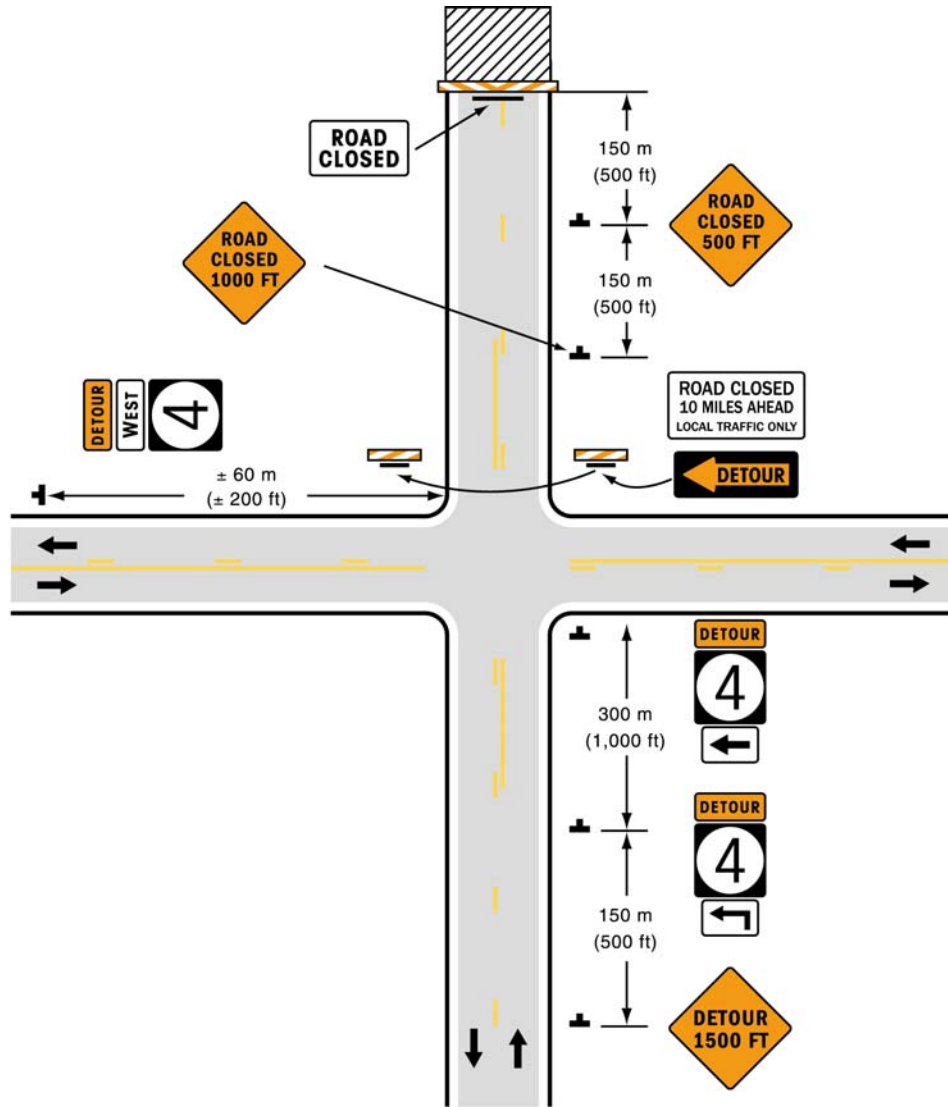 ROAD
CLOSED
150 m
(500 ft)
ROAD
CLOSED
500 FT
ROAD
CLOSED
1000 FT
150 m
(500 ft)
DETOUR
WEST
4
ROAD CLOSED
10 MILES AHEAD
LOCAL TRAFFIC ONLY
DETOUR
± 60 m
(± 200 ft)
DETOUR
4
300 m
(1,000 ft)
DETOUR
4
150 m
(500 ft)
DETOUR
1500 FT